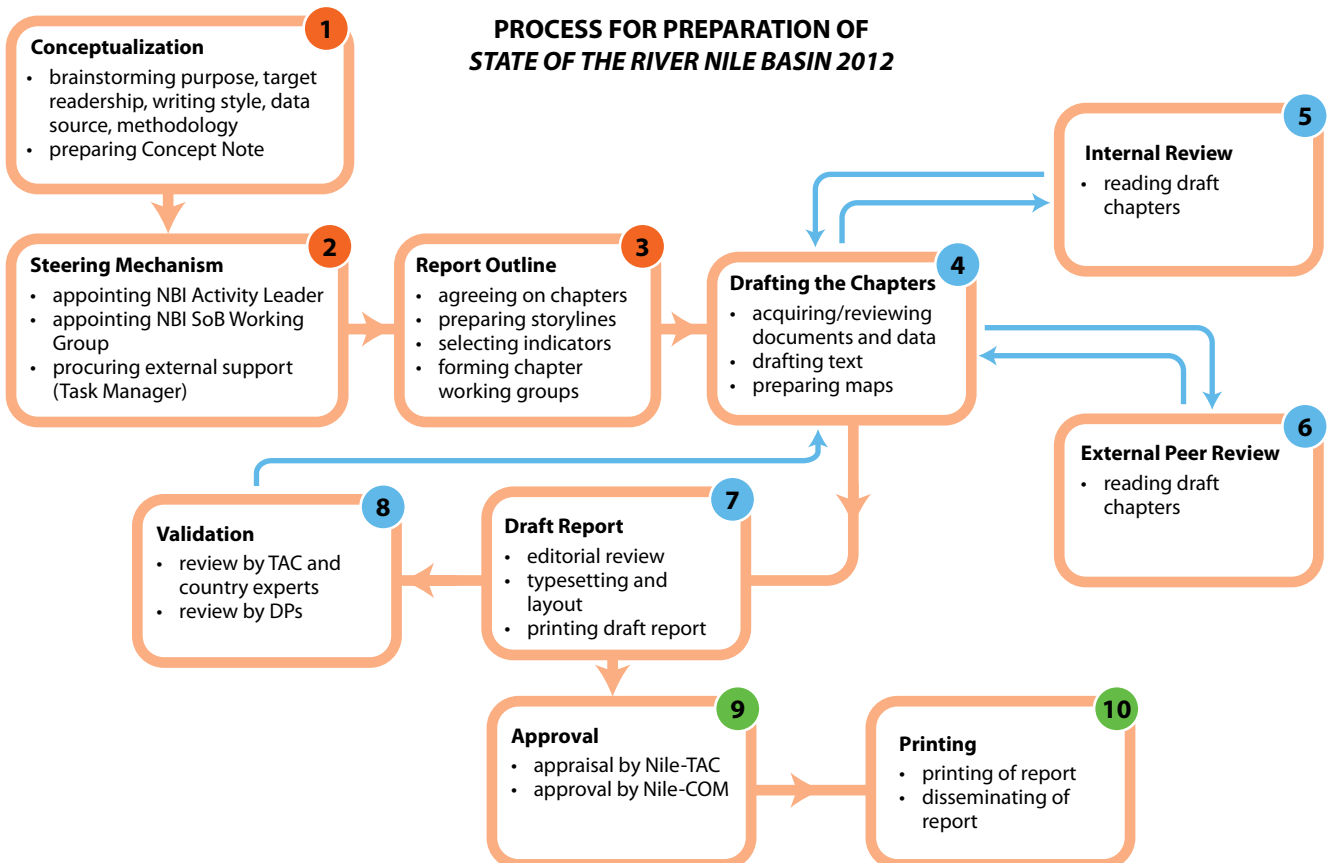 PROCESS FOR PREPARATION OF
STATE OF THE RIVER NILE BASIN 2012
1
Conceptualization
• brainstorming purpose, target
readership, writing style, data
source, methodology
• preparing Concept Note
2
Steering Mechanism
• appointing NBI Activity Leader
• appointing NBI SoB Working
Group
• procuring external support
(Task Manager)
3
Report Outline
• agreeing on chapters
• preparing storylines
• selecting indicators
• forming chapter
working groups
4
Drafting the Chapters
• acquiring/reviewing
documents and data
• drafting text
• preparing maps
5
Internal Review
• reading draft
chapters
6
External Peer Review
• reading draft
chapters
7
Draft Report
• editorial review
• typesetting and
layout
• printing draft report
8
Validation
• review by TAC and
country experts
• review by DPs
9
Approval
• appraisal by Nile-TAC
• approval by Nile-COM
10
Printing
• printing of report
• disseminating of
report